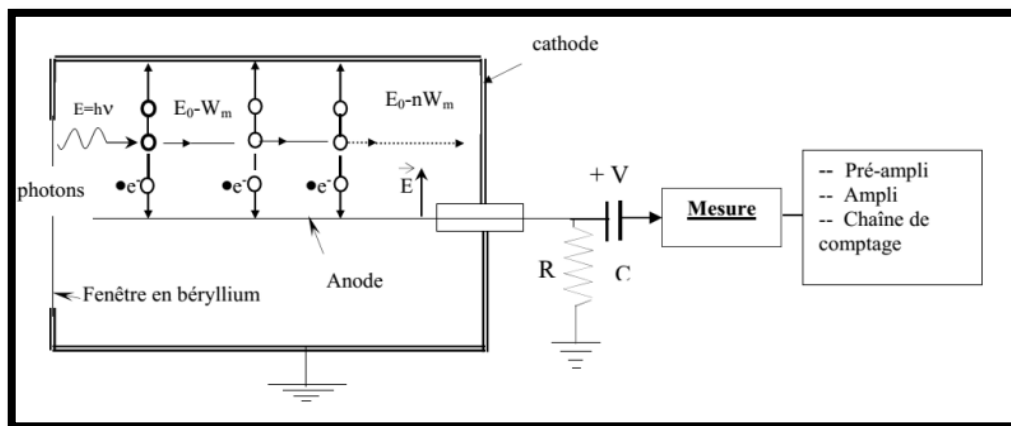 cathode
E=hν
E₀-Wₘ
E₀-nWₘ
photons
●e⁻
●e⁻
●e⁻
E
+ V
Mesure
-- Pré-ampli
-- Ampli
-- Chaîne de
comptage
R
C
Anode
Fenêtre en béryllium